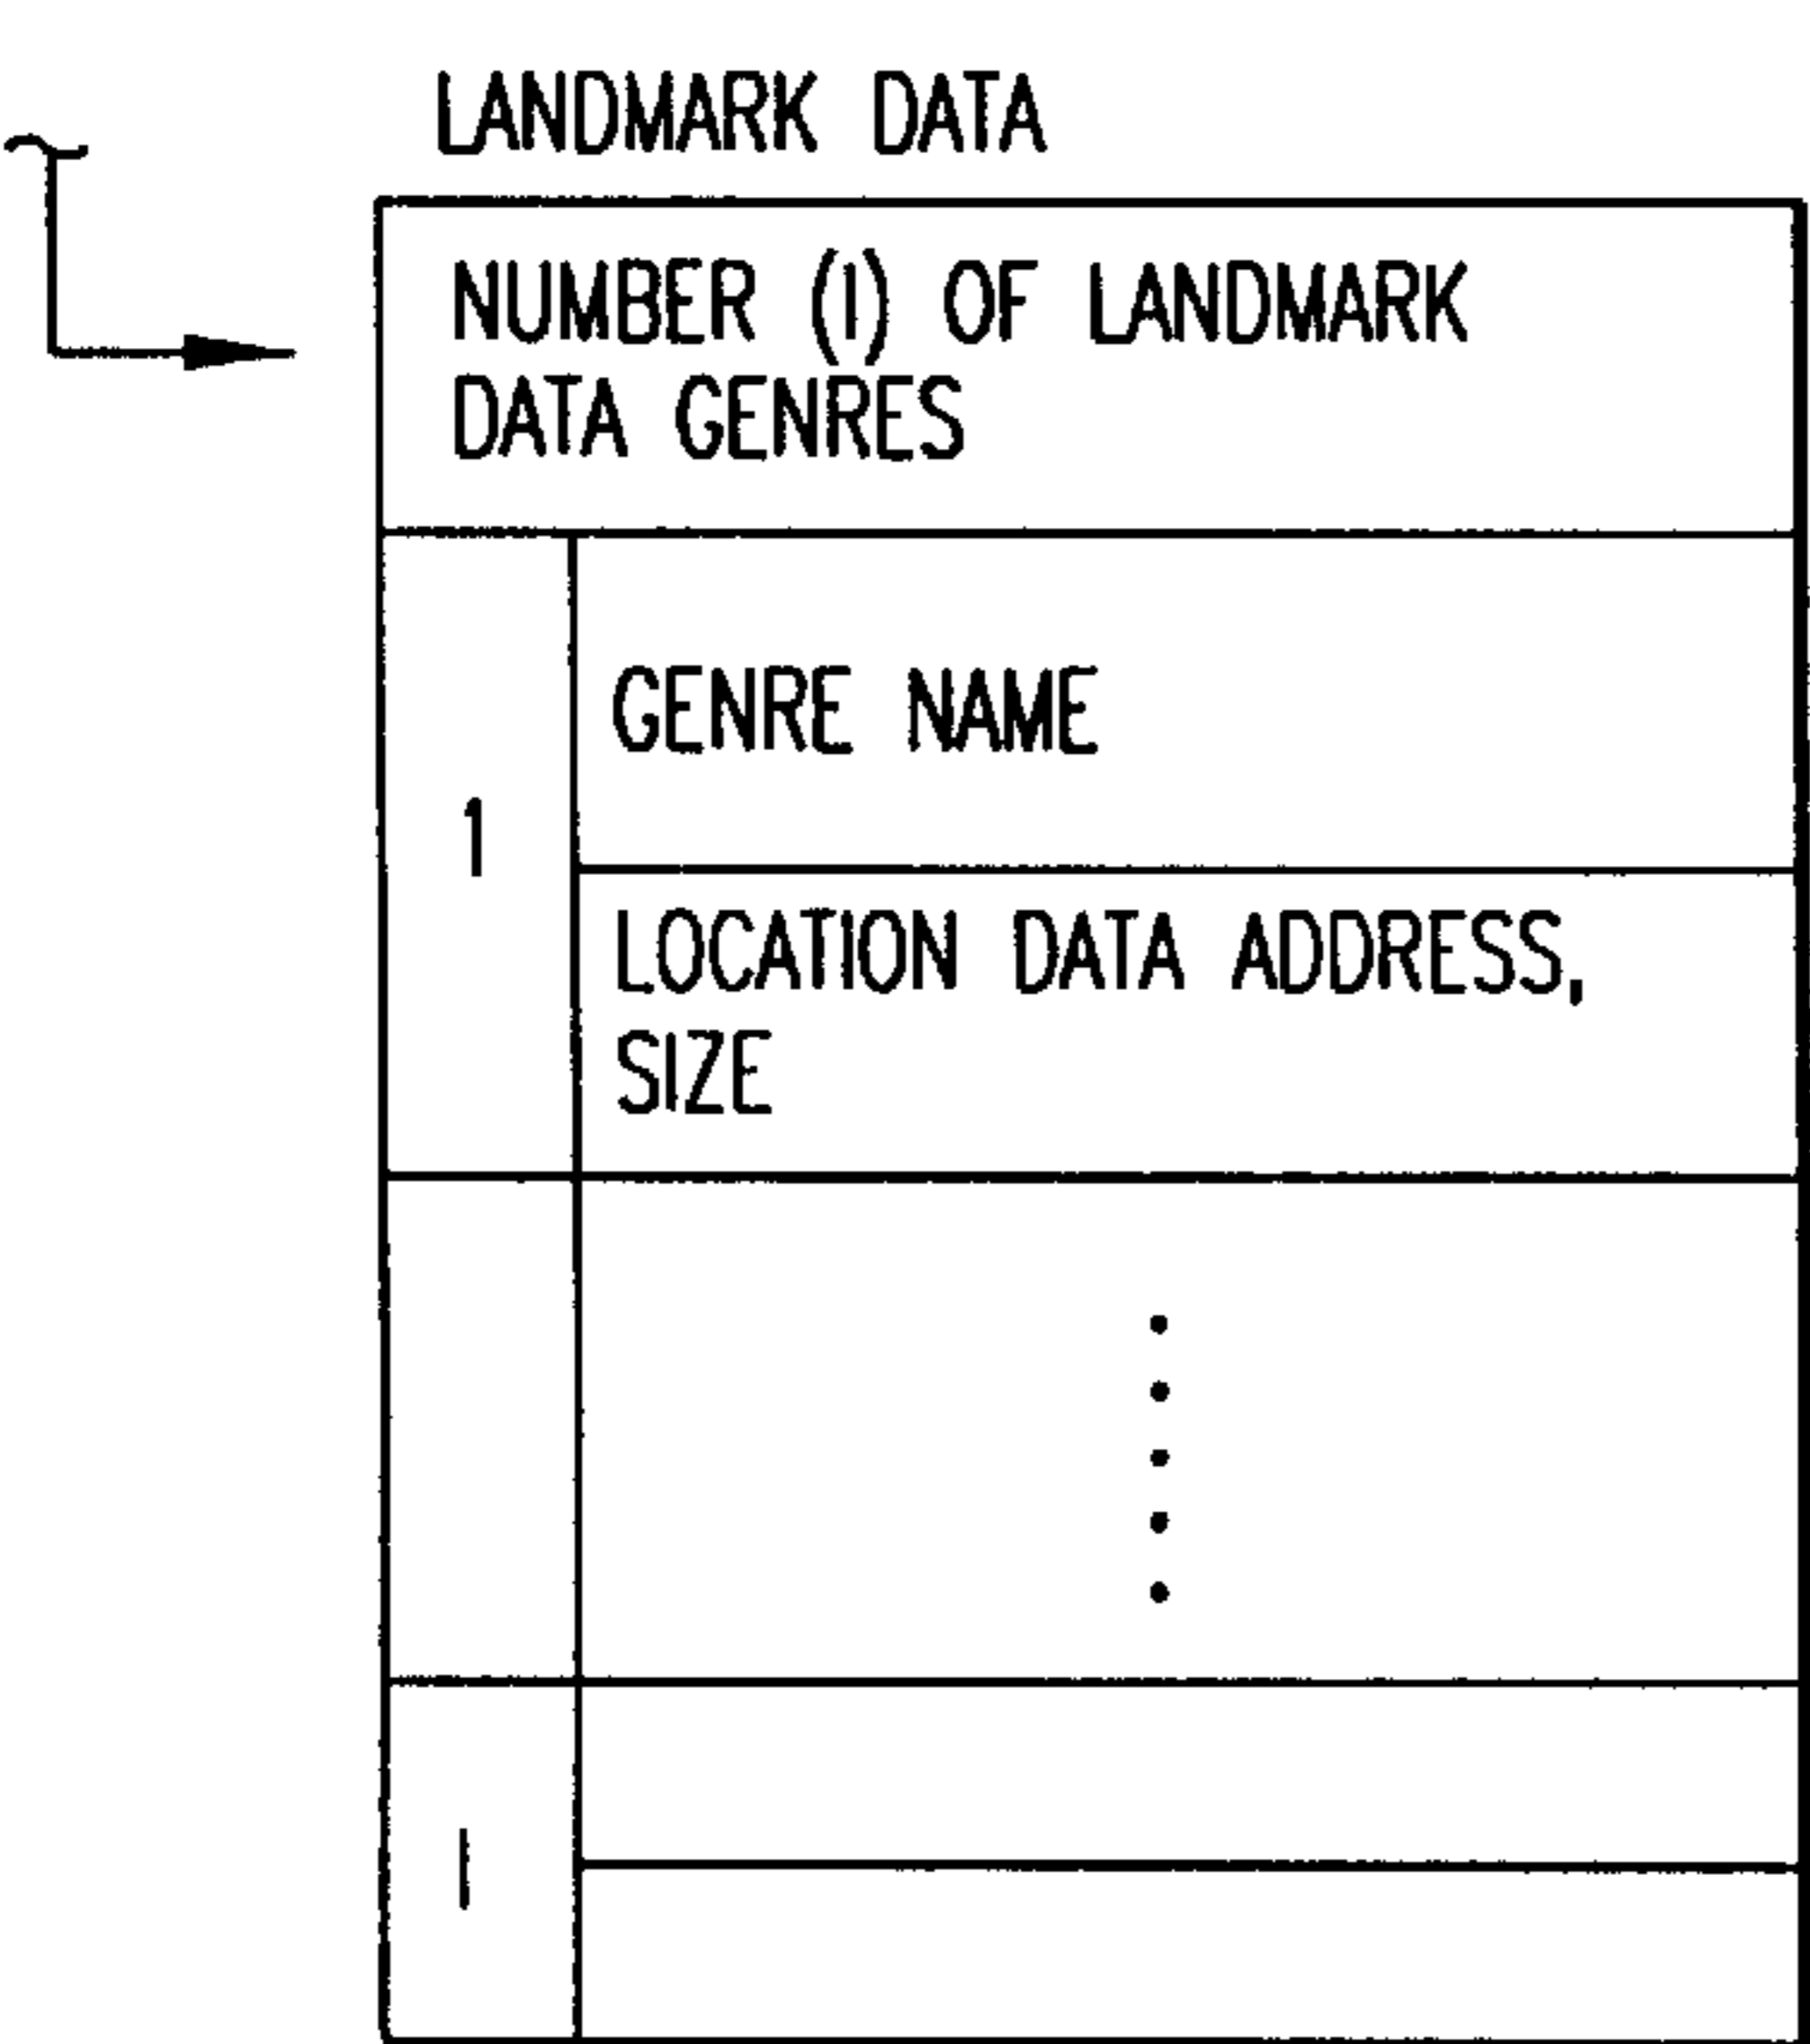 LANDMARK DATA
NUMBER (I) OF LANDMARK
DATA GENRES
1
GENRE NAME
LOCATION DATA ADDRESS,
SIZE
I